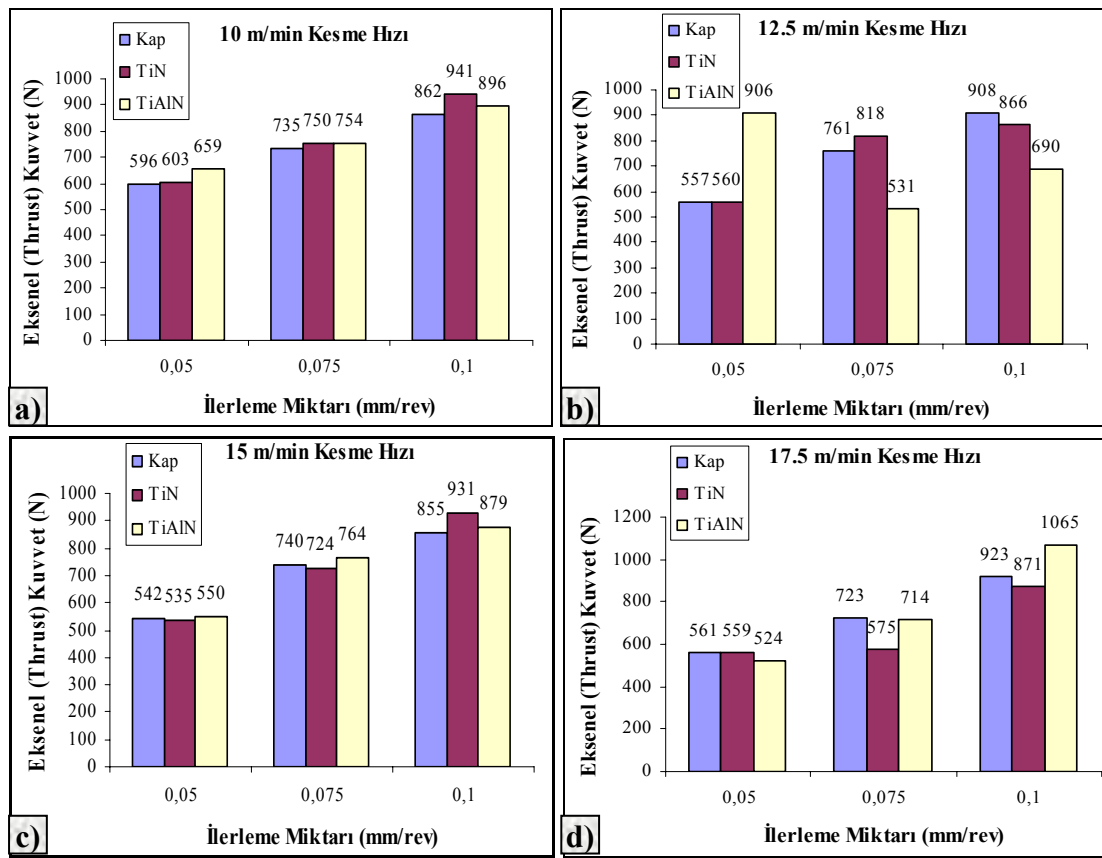 10 m/min Kesme Hızı
Kap
TiN
TiAlN
Eksenel (Thrust) Kuvvet (N)
1000
900
800
700
600
500
400
300
200
100
0
596 603 659
735 750 754
862 941 896
0,05 0,075 0,1
İlerleme Miktarı (mm/rev)
a)
12.5 m/min Kesme Hızı
Kap
TiN
TiAlN
Eksenel (Thrust) Kuvvet (N)
1000
900
800
700
600
500
400
300
200
100
0
557 560 906
761 818 531
908 866 690
0,05 0,075 0,1
İlerleme Miktarı (mm/rev)
b)
15 m/min Kesme Hızı
Kap
TiN
TiAlN
Eksenel (Thrust) Kuvvet (N)
1000
900
800
700
600
500
400
300
200
100
0
542 535 550
740 724 764
855 931 879
0,05 0,075 0,1
İlerleme Miktarı (mm/rev)
c)
17.5 m/min Kesme Hızı
Kap
TiN
TiAlN
Eksenel (Thrust) Kuvvet (N)
1200
1000
800
600
400
200
0
561 559 524
723 575 714
923 871 1065
0,05 0,075 0,1
İlerleme Miktarı (mm/rev)
d)